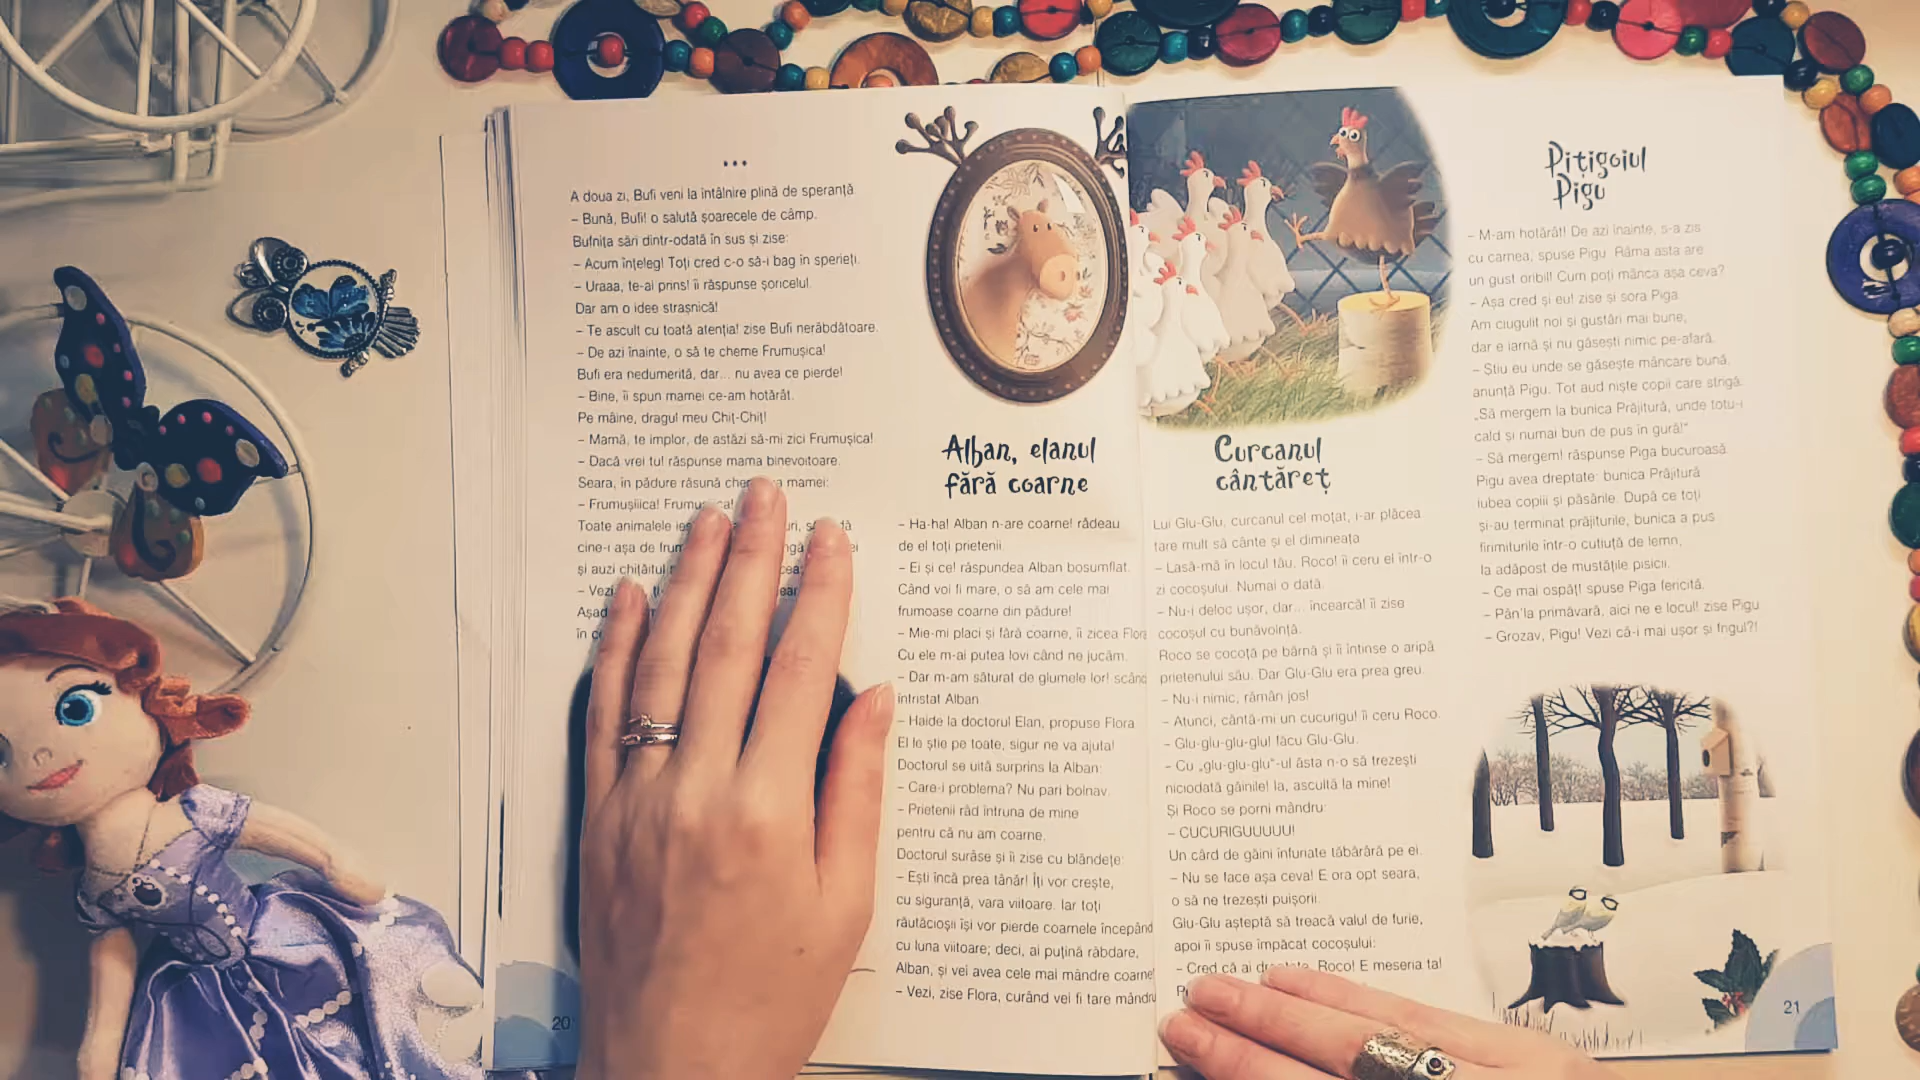 ...
A doua zi, Bufi veni la întâlnire plină de speranță
– Bună, Bufi! o salută șoarecele de câmp.
Bufnița sări dintr-odată în sus și zise:
– Acum înțeleg! Toți cred c-o să-i bag în sperieți.
– Uraaa, te-ai prins! îi răspunse șoricelul.
Dar am o idee strașnică!
– Te ascult cu toată atenția! zise Bufi nerăbdătoare.
– De azi înainte, o să te cheme Frumușica!
Bufi era nedumerită, dar... nu avea ce pierde!
– Bine, îi spun mamei ce-am hotărât.
Pe mâine, dragul meu Chiț-Chiț!
– Mamă, te implor, de astăzi să-mi zici Frumușica!
– Dacă vrei tu! răspunse mama binevoitoare.
Seara, în pădure răsună mamei:
– Frumușiiica!
Toate animalele
cine-i așa de
și auzi chițăitul
– Vezi
Așad
în
20
Alban, elanul
fără coarne
– Ha-ha! Alban n-are coarne! râdeau
de el toți prietenii.
– Ei și ce! răspundea Alban bosumflat.
Când voi fi mare, o să am cele mai
frumoase coarne din pădure!
– Mie-mi placi și fără coarne, îi zicea Flora
Cu ele m-ai putea lovi când ne jucăm.
– Dar m-am săturat de glumele lor!
întristat Alban
– Haide la doctorul Elan, propuse Flora
El le știe pe toate, sigur ne va ajuta!
Doctorul se uită surprins la Alban:
– Care-i problema? Nu pari bolnav.
– Prietenii râd întruna de mine
pentru că nu am coarne.
Doctorul surâse și îi zise cu blândețe:
– Ești încă prea tânăr! Îți vor crește,
cu siguranță, vara viitoare. Iar toți
răutăcioșii își vor pierde coarnele începând
cu luna viitoare; deci, ai puțină răbdare,
Alban, și vei avea cele mai mândre coarne!
– Vezi, zise Flora, curând vei fi tare mândru
Curcanul
cântăreț
Lui Glu-Glu, curcanul cel moțat, i-ar plăcea
tare mult să cânte și el dimineața
– Lasă-mă în locul tău, Roco! îi ceru el într-o
zi cocoșului. Numai o dată.
– Nu-i deloc ușor, dar... încearcă! îi zise
cocoșul cu bunăvoință.
Roco se cocoță pe bârnă și îi întinse o aripă
prietenului său. Dar Glu-Glu era prea greu.
– Nu-i nimic, rămân jos!
– Atunci, cântă-mi un cucurigu! îi ceru Roco.
– Glu-glu-glu-glu! făcu Glu-Glu.
– Cu „glu-glu-glu“-ul ăsta n-o să trezești
niciodată găinile! Ia, ascultă la mine!
Și Roco se porni mândru:
– CUCURIGUUUUU!
Un cârd de găini înfuriate tăbărâră pe ei.
– Nu se face așa ceva! E ora opt seara,
o să ne trezești puișorii.
Glu-Glu așteptă să treacă valul de furie,
apoi îi spuse împăcat cocoșului:
– Cred că ai Roco! E meseria ta!
Pițigoiul
Pigu
– M-am hotărât! De azi înainte, s-a zis
cu carnea, spuse Pigu. Râma asta are
un gust oribil! Cum poți mânca așa ceva?
– Așa cred și eu! zise și sora Piga.
Am ciugulit noi și gustări mai bune,
dar e iarnă și nu găsești nimic pe-afară.
– Știu eu unde se găsește mâncare bună,
anunță Pigu. Tot aud niște copii care strigă:
„Să mergem la bunica Prăjitură, unde totu-i
cald și numai bun de pus în gură!“
– Să mergem! răspunse Piga bucuroasă.
Pigu avea dreptate: bunica Prăjitură
iubea copiii și păsările. După ce toți
și-au terminat prăjiturile, bunica a pus
firimiturile într-o cutiuță de lemn,
la adăpost de mustățile pisicii.
– Ce mai ospăț! spuse Piga fericită.
– Pân'la primăvară, aici ne e locul! zise Pigu
– Grozav, Pigu! Vezi că-i mai ușor și frigul?!
21